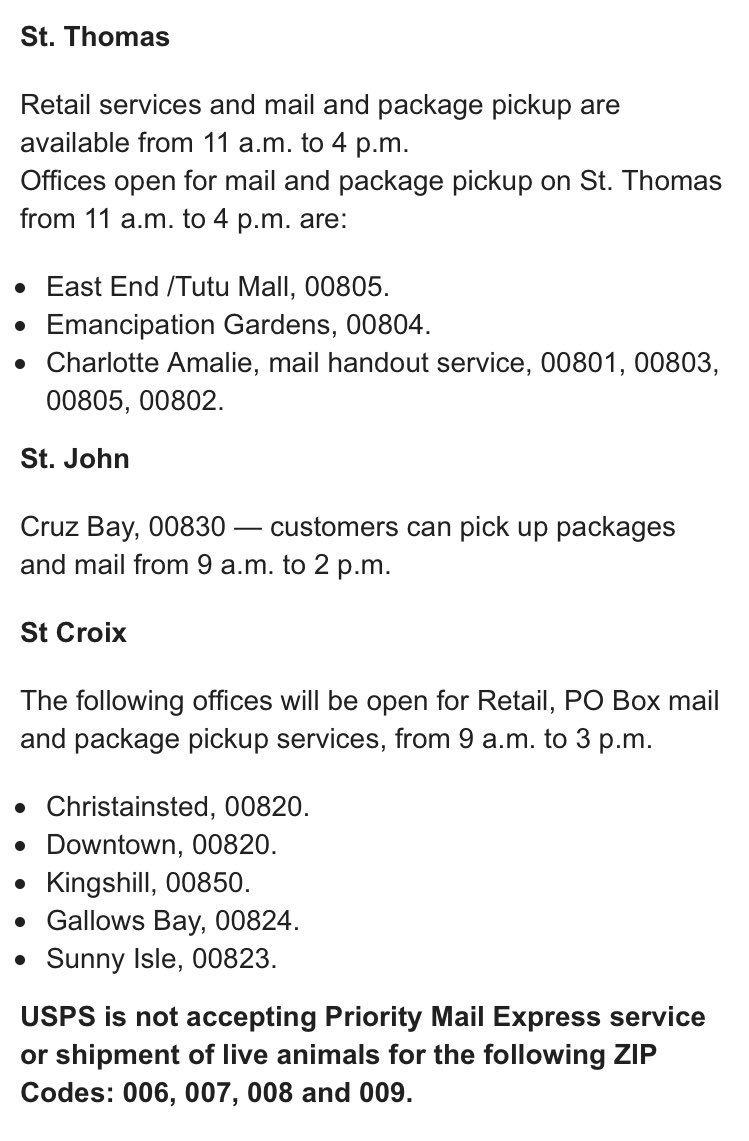 St. Thomas
Retail services and mail and package pickup are
available from 11 a.m. to 4 p.m.
Offices open for mail and package pickup on St. Thomas
from 11 a.m. to 4 p.m. are:
• East End /Tutu Mall, 00805.
• Emancipation Gardens, 00804.
• Charlotte Amalie, mail handout service, 00801, 00803,
00805, 00802.
St. John
Cruz Bay, 00830 — customers can pick up packages
and mail from 9 a.m. to 2 p.m.
St Croix
The following offices will be open for Retail, PO Box mail
and package pickup services, from 9 a.m. to 3 p.m.
• Christainsted, 00820.
• Downtown, 00820.
• Kingshill, 00850.
• Gallows Bay, 00824.
• Sunny Isle, 00823.
USPS is not accepting Priority Mail Express service
or shipment of live animals for the following ZIP
Codes: 006, 007, 008 and 009.